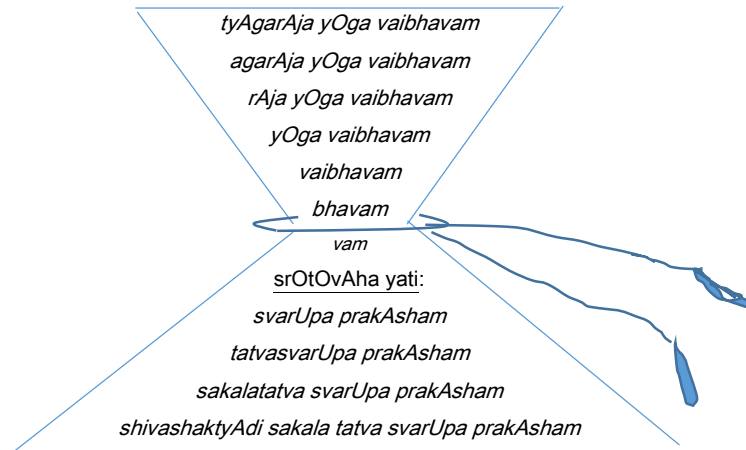 tyAgarAja yOga vaibhavam
agarAja yOga vaibhavam
rAja yOga vaibhavam
yOga vaibhavam
vaibhavam
bhavam
vam
srOtOvAha yati:
svarUpa prakAsham
tatvasvarUpa prakAsham
sakalatatva svarUpa prakAsham
shivashaktyAdi sakala tatva svarUpa prakAsham